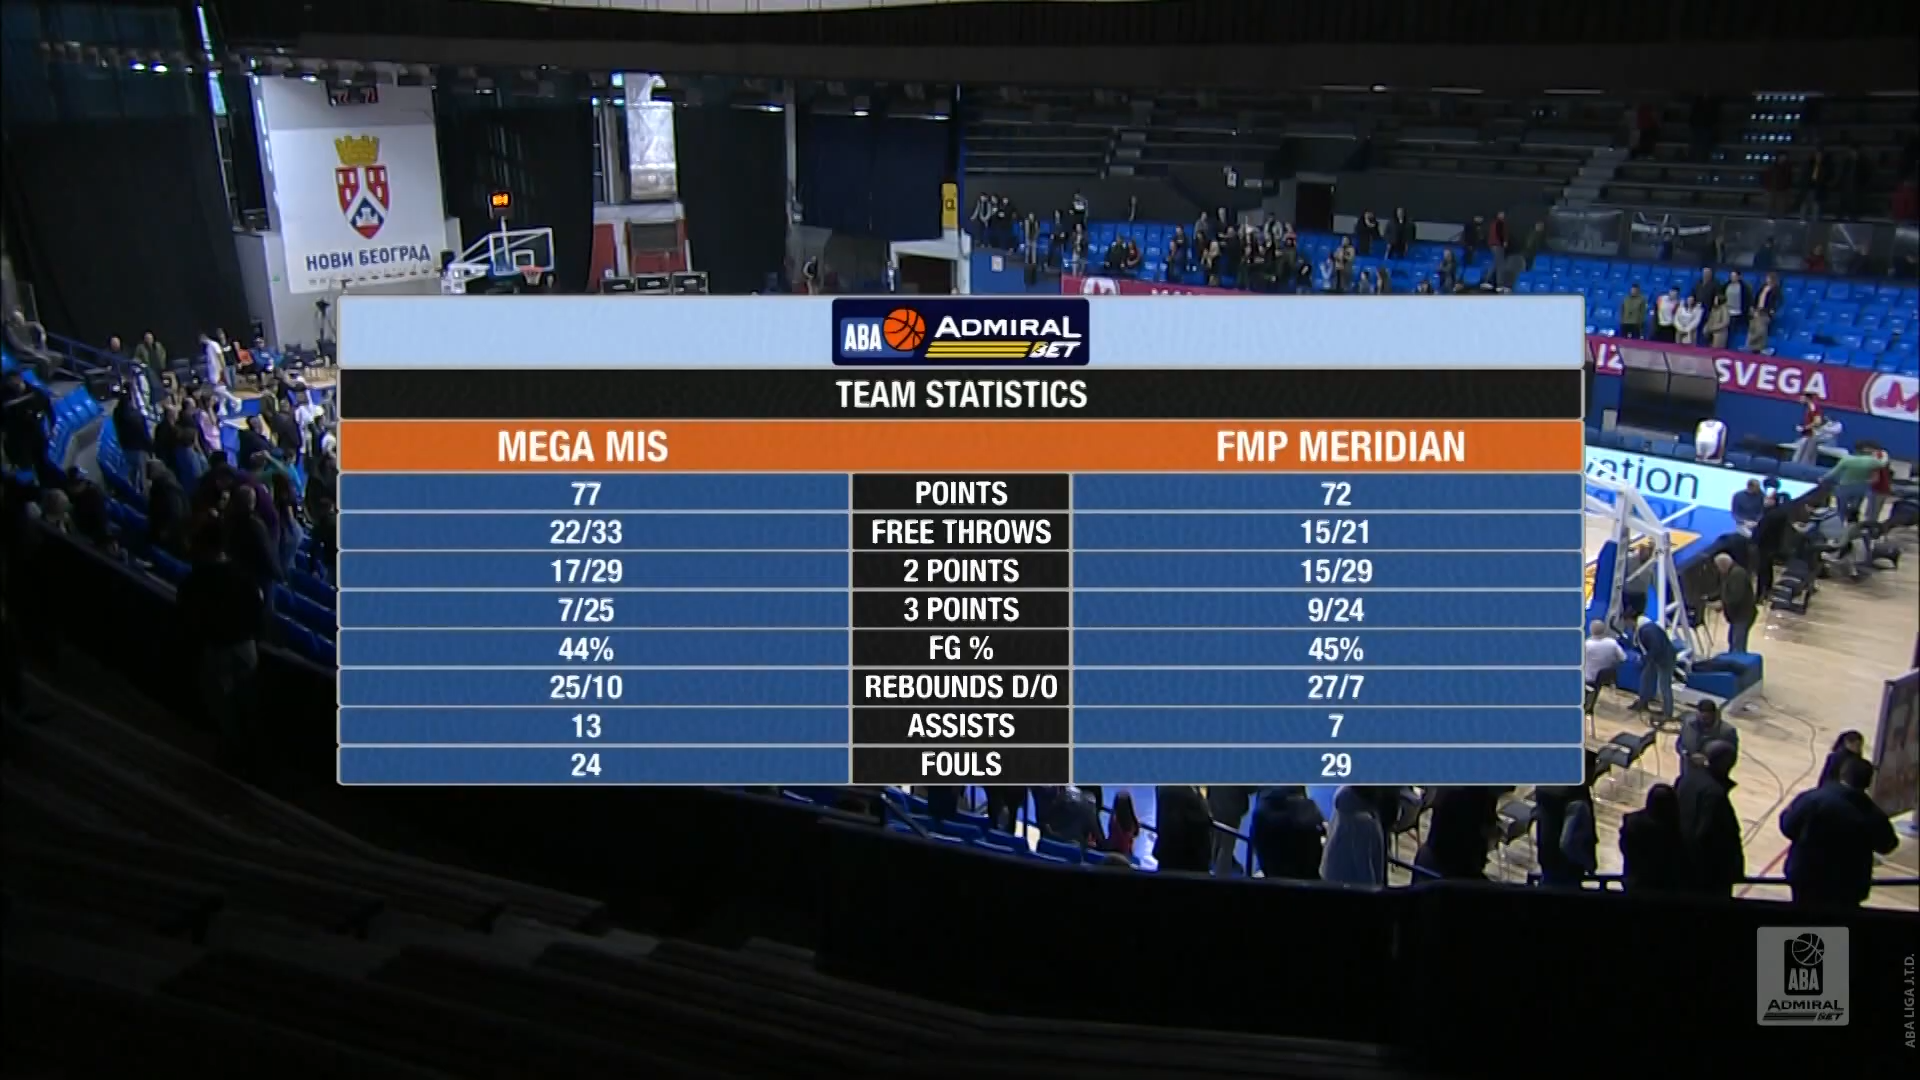 НОВИ БЕОГРАД
ABA ADMIRAL BET
TEAM STATISTICS
MEGA MIS FMP MERIDIAN
77 POINTS 72
22/33 FREE THROWS 15/21
17/29 2 POINTS 15/29
7/25 3 POINTS 9/24
44% FG % 45%
25/10 REBOUNDS D/O 27/7
13 ASSISTS 7
24 FOULS 29
SVEGA
ABA
ADMIRAL
BET
ABA LIGA J.T.D.